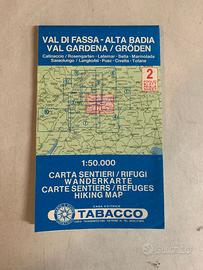 VAL DI FASSA - ALTA BADIA
VAL GARDENA / GRÖDEN
Catinaccio / Rosengarten - Latemar - Sella - Marmolada
Sassolungo / Langkofel - Puez - Civetta - Tofane
2
1:50.000
CARTA SENTIERI / RIFUGI
WANDERKARTE
CARTE SENTIERS / REFUGES
HIKING MAP
CASA EDITRICE
TABACCO
subito